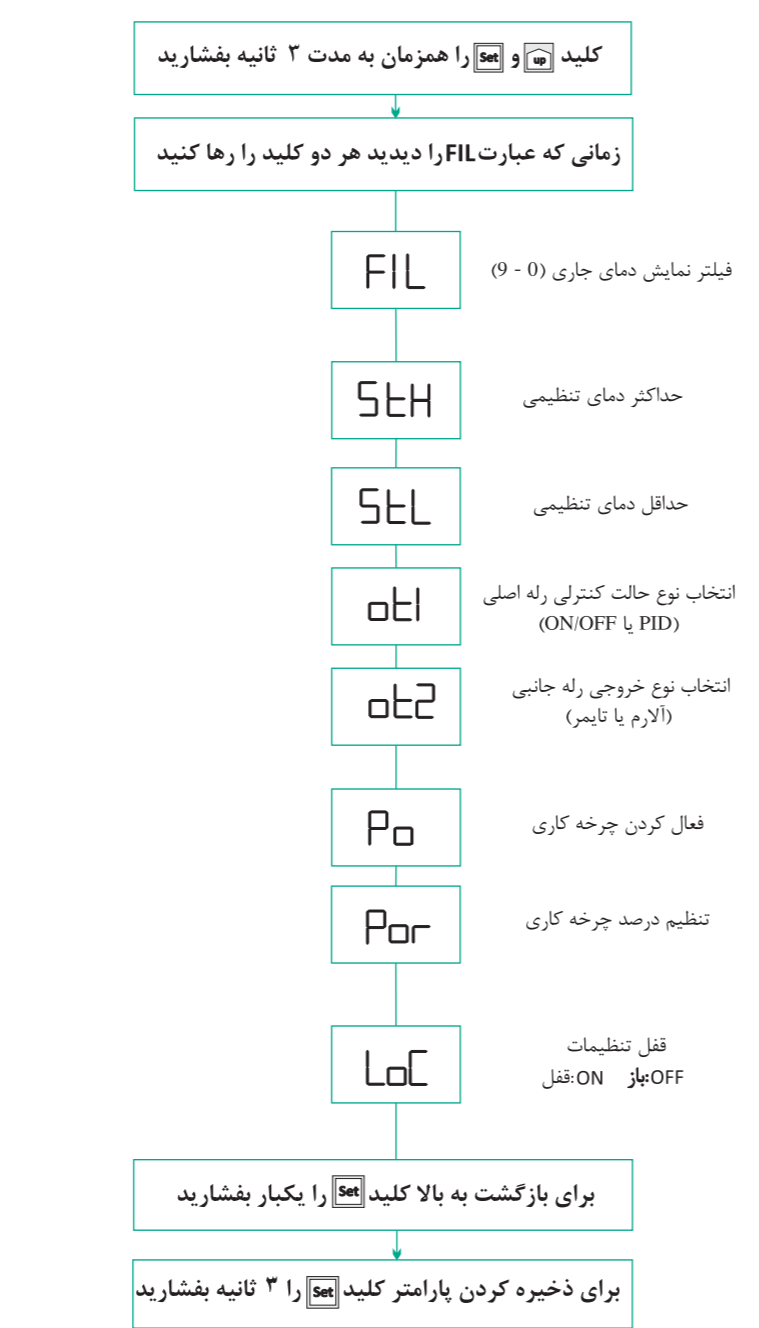 کلید up و Set را همزمان به مدت ۳ ثانیه بفشارید
زمانی که عبارت FIL را دیدید هر دو کلید را رها کنید
FIL
فیلتر نمایش دمای جاری (0 - 9)
StH
حداکثر دمای تنظیمی
StL
حداقل دمای تنظیمی
ot1
انتخاب نوع حالت کنترلی رله اصلی
(PID یا ON/OFF)
ot2
انتخاب نوع خروجی رله جانبی
(آلارم یا تایمر)
Po
فعال کردن چرخه کاری
Por
تنظیم درصد چرخه کاری
LoC
قفل تنظیمات
OFF:باز ON:قفل
برای بازگشت به بالا کلید Set را یکبار بفشارید
برای ذخیره کردن پارامتر کلید Set را ۳ ثانیه بفشارید